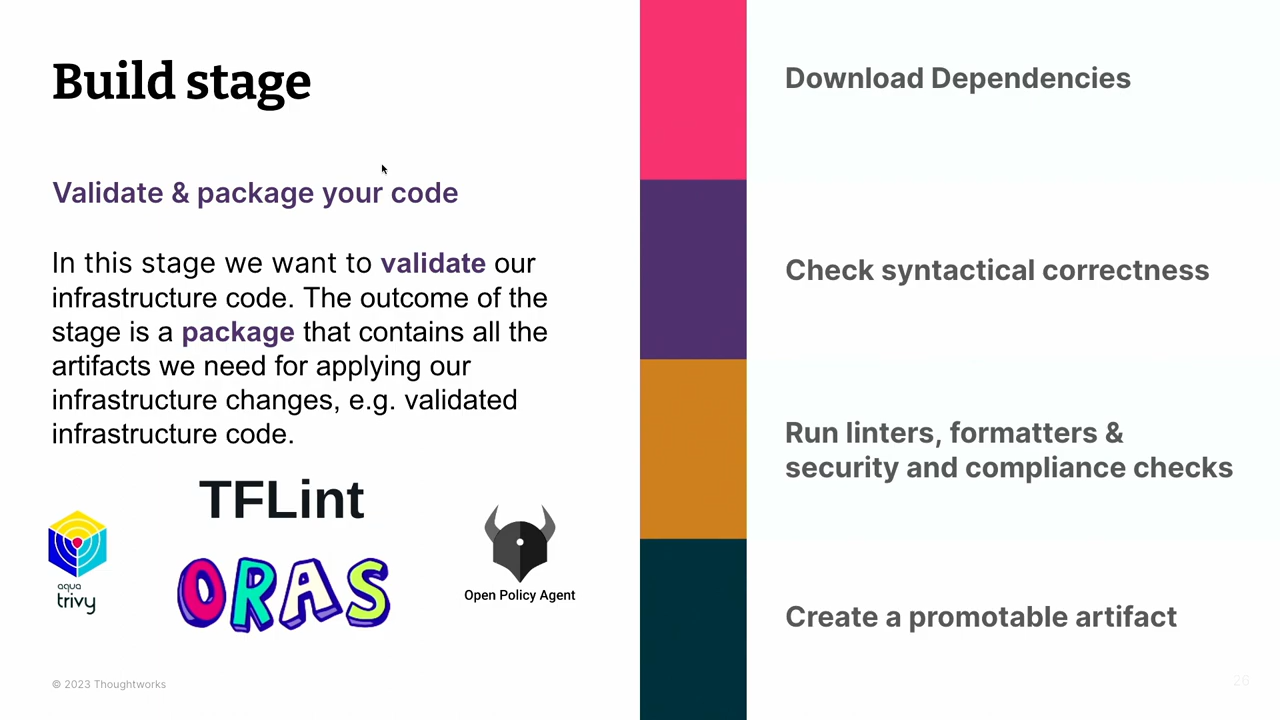 Build stage
Validate & package your code
In this stage we want to validate our
infrastructure code. The outcome of the
stage is a package that contains all the
artifacts we need for applying our
infrastructure changes, e.g. validated
infrastructure code.
TFLint
aqua
trivy
ORAS
Open Policy Agent
© 2023 Thoughtworks
Download Dependencies
Check syntactical correctness
Run linters, formatters &
security and compliance checks
Create a promotable artifact
26